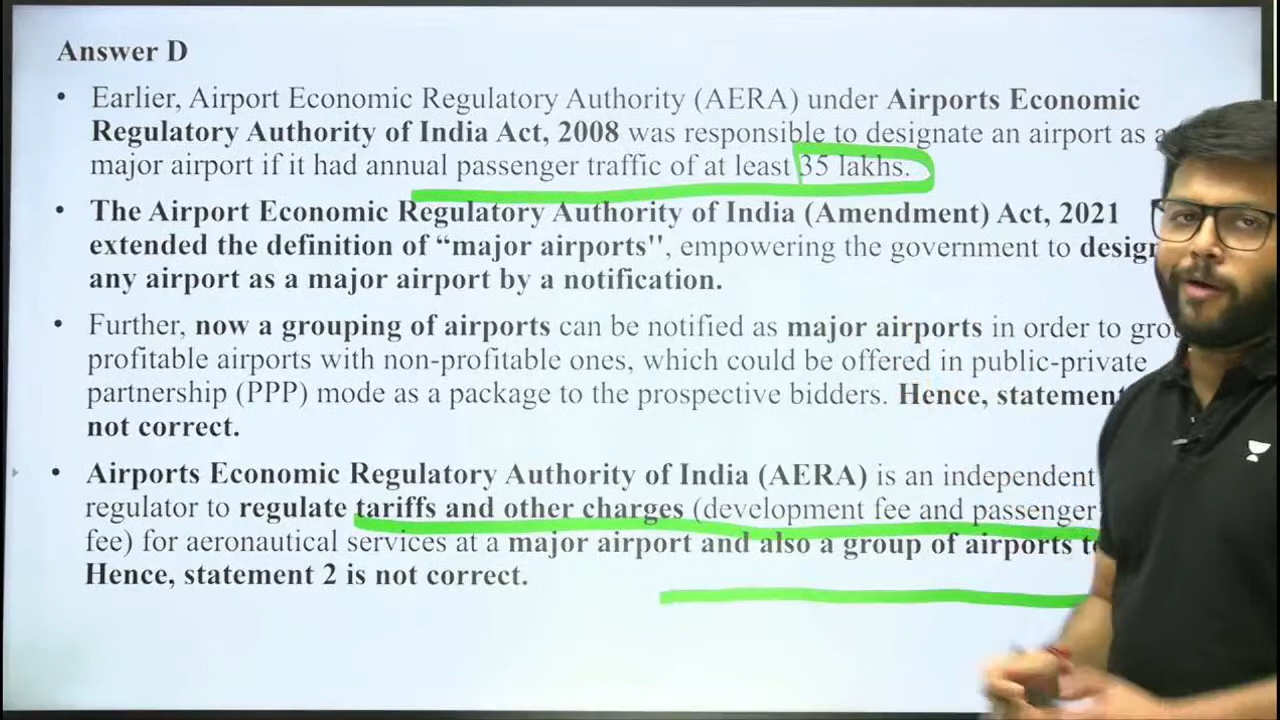 Answer D
• Earlier, Airport Economic Regulatory Authority (AERA) under Airports Economic
Regulatory Authority of India Act, 2008 was responsible to designate an airport as a
major airport if it had annual passenger traffic of at least 35 lakhs.
• The Airport Economic Regulatory Authority of India (Amendment) Act, 2021
extended the definition of “major airports'', empowering the government to
any airport as a major airport by a notification.
• Further, now a grouping of airports can be notified as major airports in order to
profitable airports with non-profitable ones, which could be offered in public-private
partnership (PPP) mode as a package to the prospective bidders. Hence, statement
not correct.
• Airports Economic Regulatory Authority of India (AERA) is an independent
regulator to regulate tariffs and other charges (development fee and passenger
fee) for aeronautical services at a major airport and also a group of airports
Hence, statement 2 is not correct.